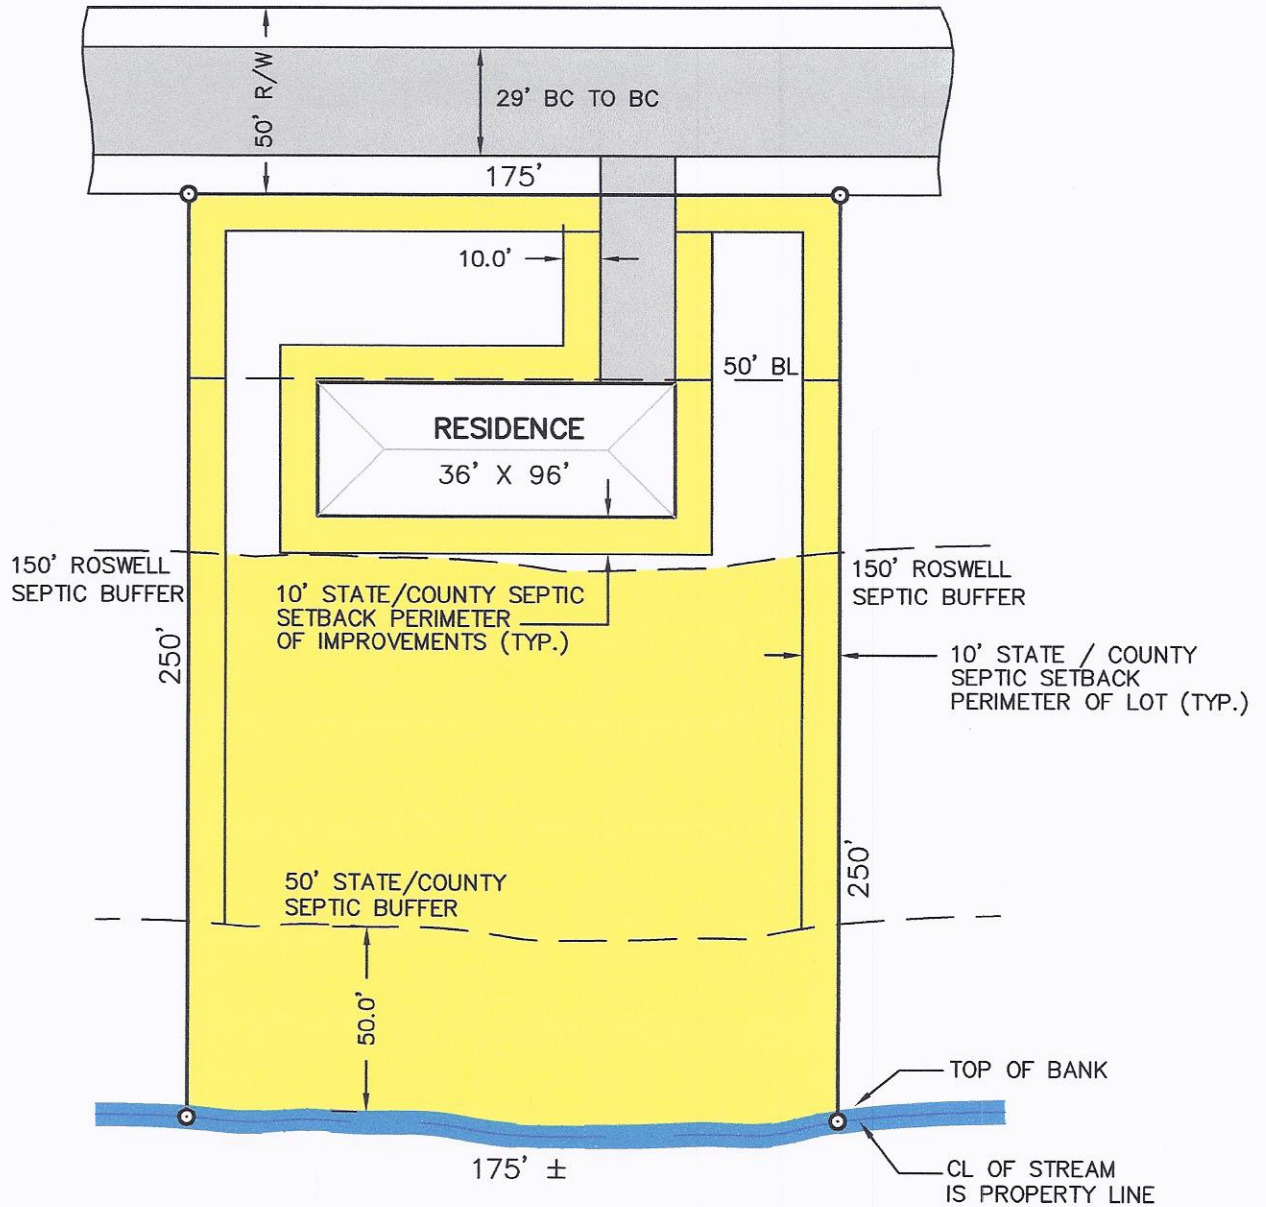 50' R/W
29' BC TO BC
175'
10.0'
50' BL
RESIDENCE
36' X 96'
150' ROSWELL
SEPTIC BUFFER
150' ROSWELL
SEPTIC BUFFER
10' STATE/COUNTY SEPTIC
SETBACK PERIMETER
OF IMPROVEMENTS (TYP.)
250'
10' STATE / COUNTY
SEPTIC SETBACK
PERIMETER OF LOT (TYP.)
50' STATE/COUNTY
SEPTIC BUFFER
250'
50.0'
TOP OF BANK
175' ±
CL OF STREAM
IS PROPERTY LINE